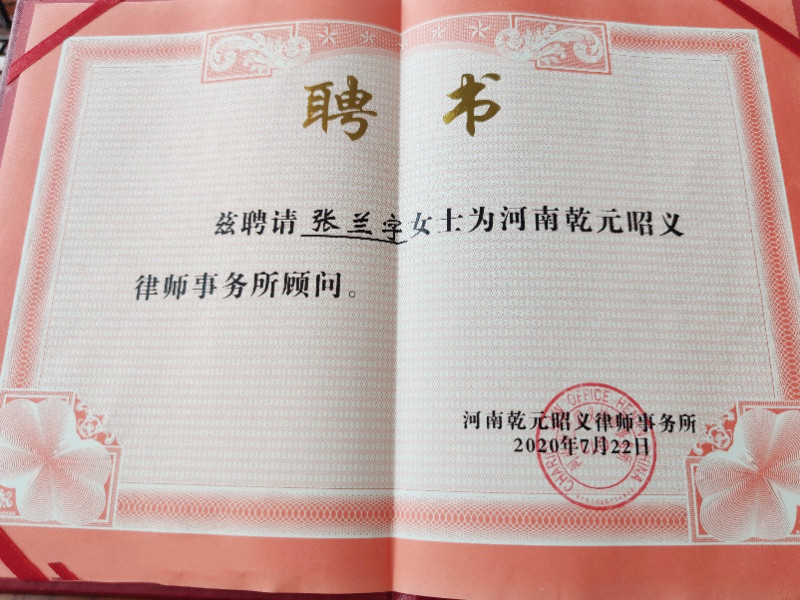 聘书
兹聘请张兰字女士为河南乾元昭义
律师事务所顾问。
河南乾元昭义律师事务所
2020年7月22日